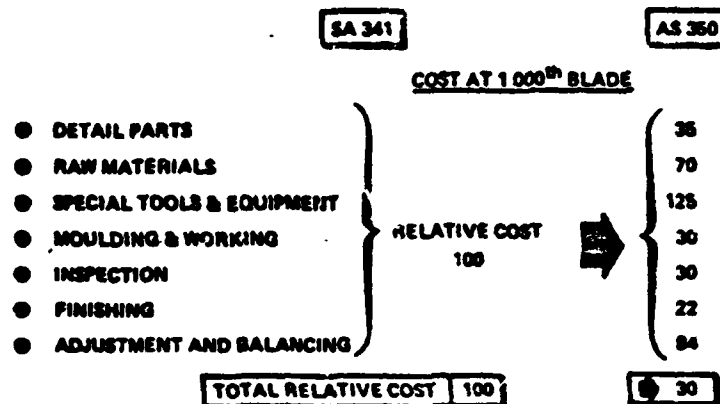 SA 341 AS 350
COST AT 1 000th BLADE
● DETAIL PARTS 35
● RAW MATERIALS 70
● SPECIAL TOOLS & EQUIPMENT 125
● MOULDING & WORKING 30
RELATIVE COST
100
● INSPECTION 30
● FINISHING 22
● ADJUSTMENT AND BALANCING 84
TOTAL RELATIVE COST 100 30